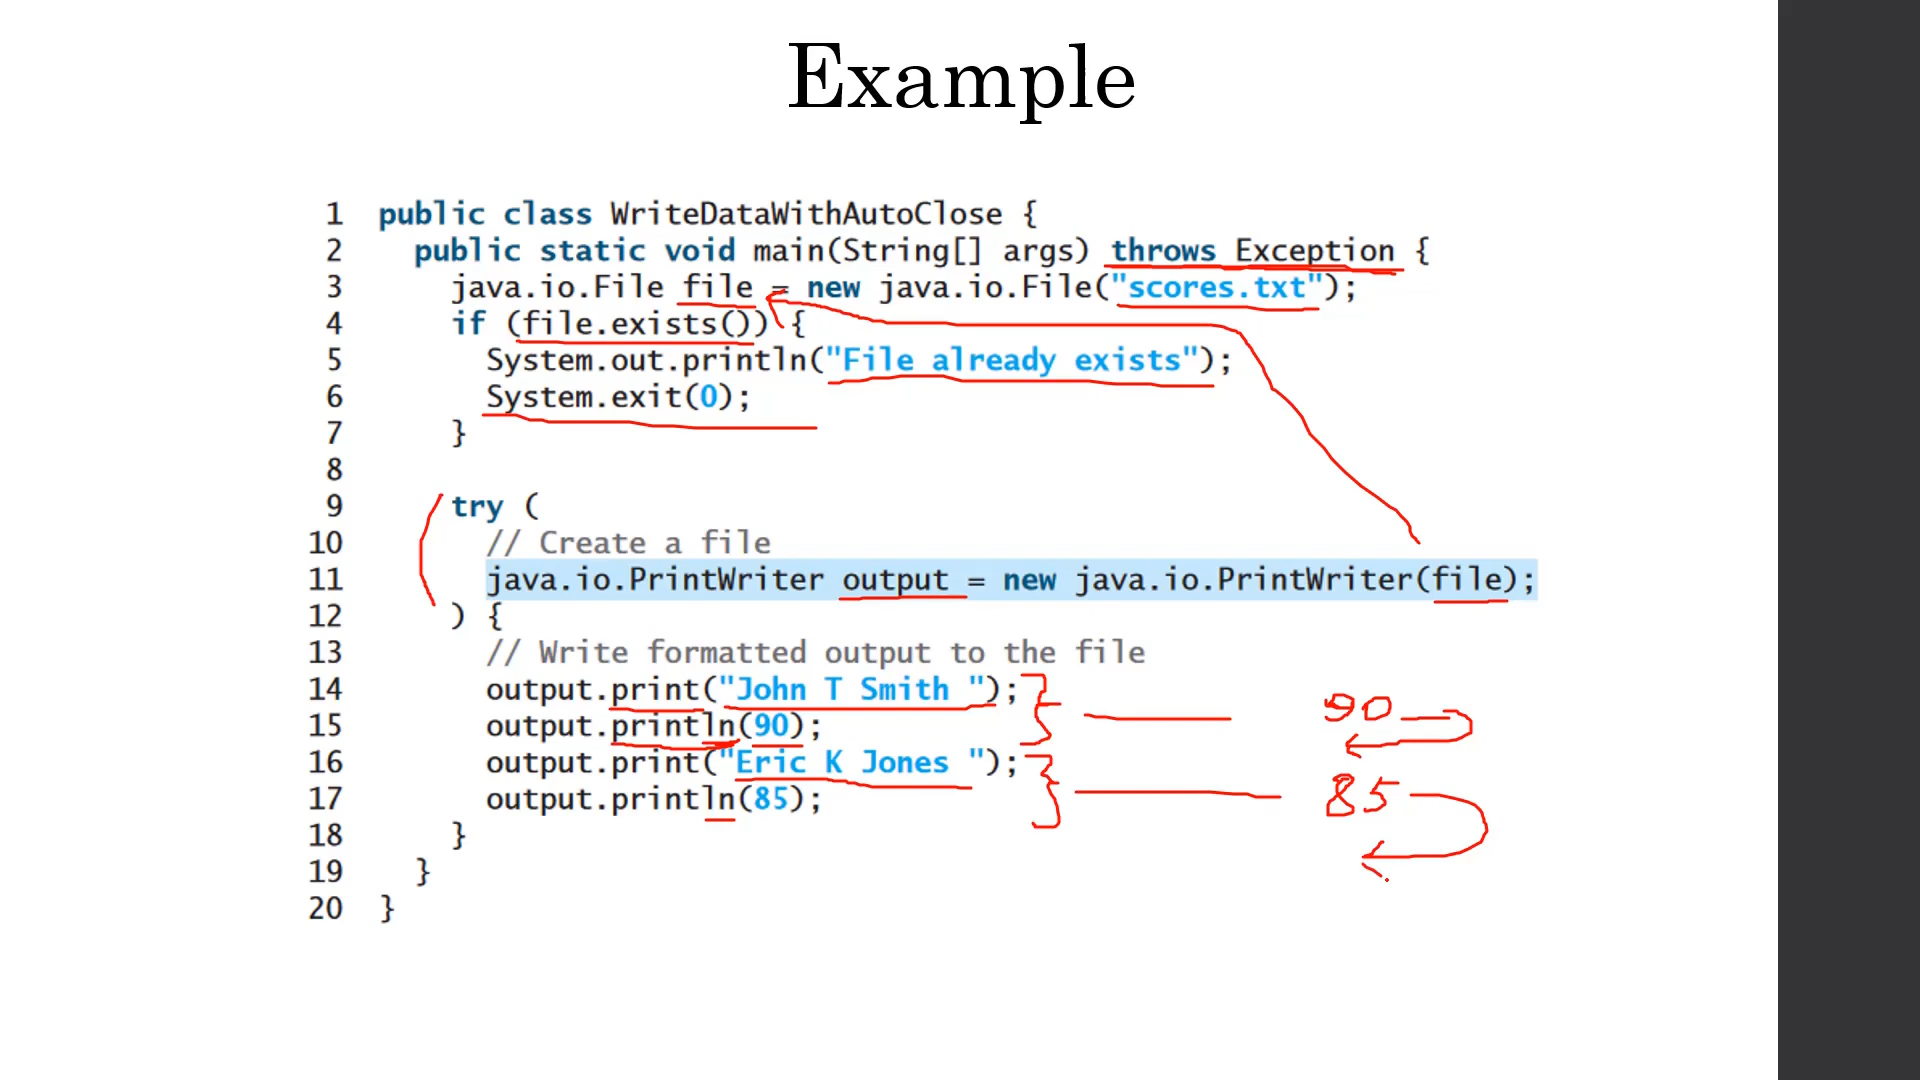 Example
1 public class WriteDataWithAutoClose {
2 public static void main(String[] args) throws Exception {
3 java.io.File file = new java.io.File("scores.txt");
4 if (file.exists()) {
5 System.out.println("File already exists");
6 System.exit(0);
7 }
8
9 try (
10 // Create a file
11 java.io.PrintWriter output = new java.io.PrintWriter(file);
12 ) {
13 // Write formatted output to the file
14 output.print("John T Smith ");
15 output.println(90); 90
16 output.print("Eric K Jones ");
17 output.println(85); 85
18 }
19 }
20 }